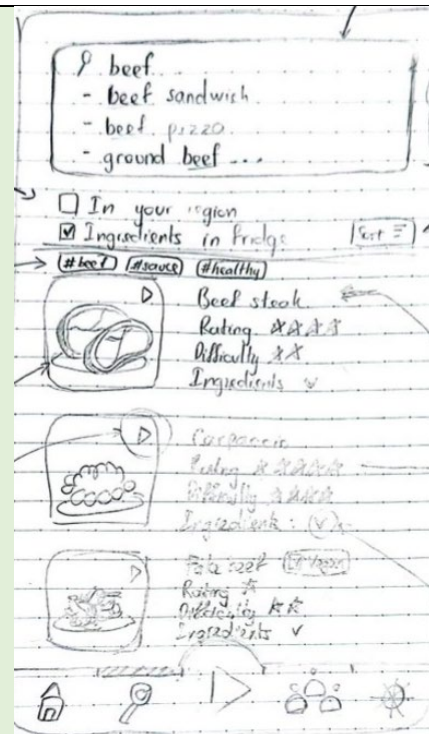 beef...
- beef sandwich
- beef pizza
- ground beef...
In your region
Ingredients in fridge
Sort
#beef #sauce #healthy
Beef steak
Rating
Difficulty
Ingredients
Carpaccio
Rating
Difficulty
Ingredients:
Rating
Difficulty
Ingredients